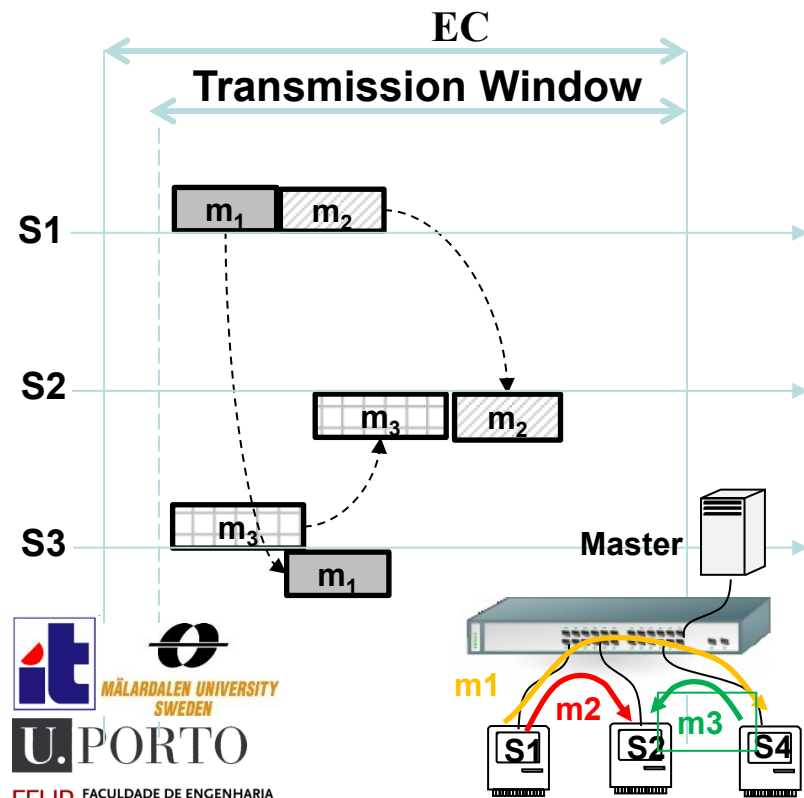 EC
Transmission Window
S1
m1
m2
S2
m3
m2
S3
m3
m1
Master
MÄLARDALEN UNIVERSITY
SWEDEN
it
U. PORTO
FACULDADE DE ENGENHARIA
m1
m2
m3
S1
S2
S4